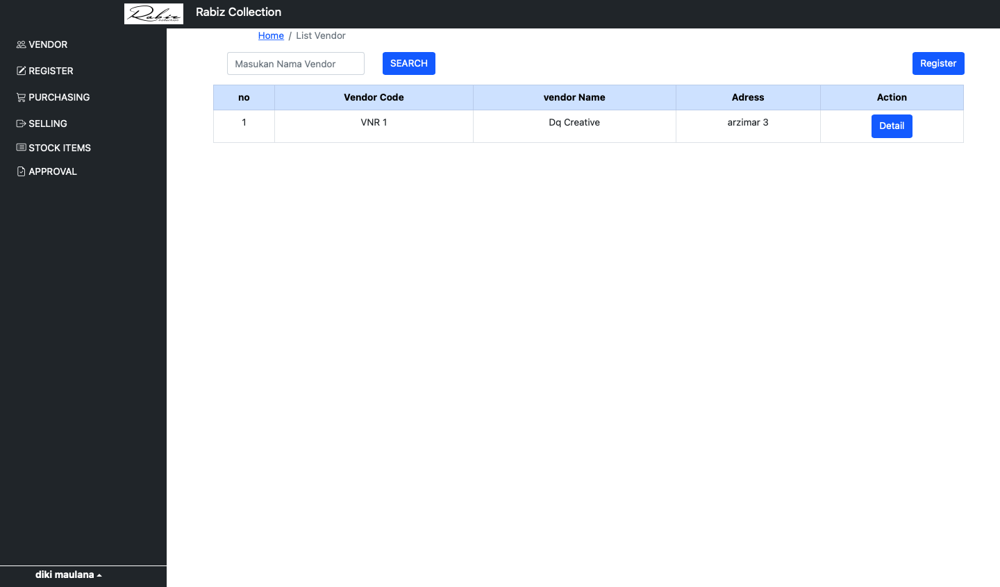 Rabiz
Collection
Rabiz Collection
VENDOR
REGISTER
PURCHASING
SELLING
STOCK ITEMS
APPROVAL
diki maulana
Home / List Vendor
Masukan Nama Vendor SEARCH Register
no Vendor Code vendor Name Adress Action
1 VNR 1 Dq Creative arzimar 3 Detail